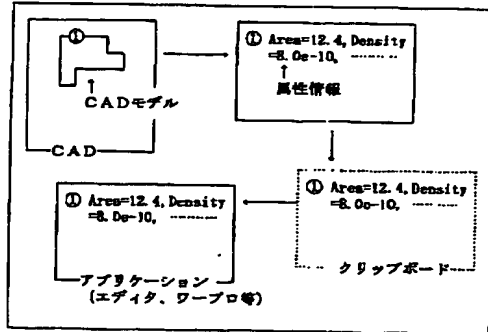 ①
CADモデル
CAD
① Area=12.4, Density
=8.0e-10,
属性情報
① Area=12.4, Density
=8.0e-10,
クリップボード
① Area=12.4, Density
=8.0e-10,
アプリケーション
(エディタ、ワープロ等)